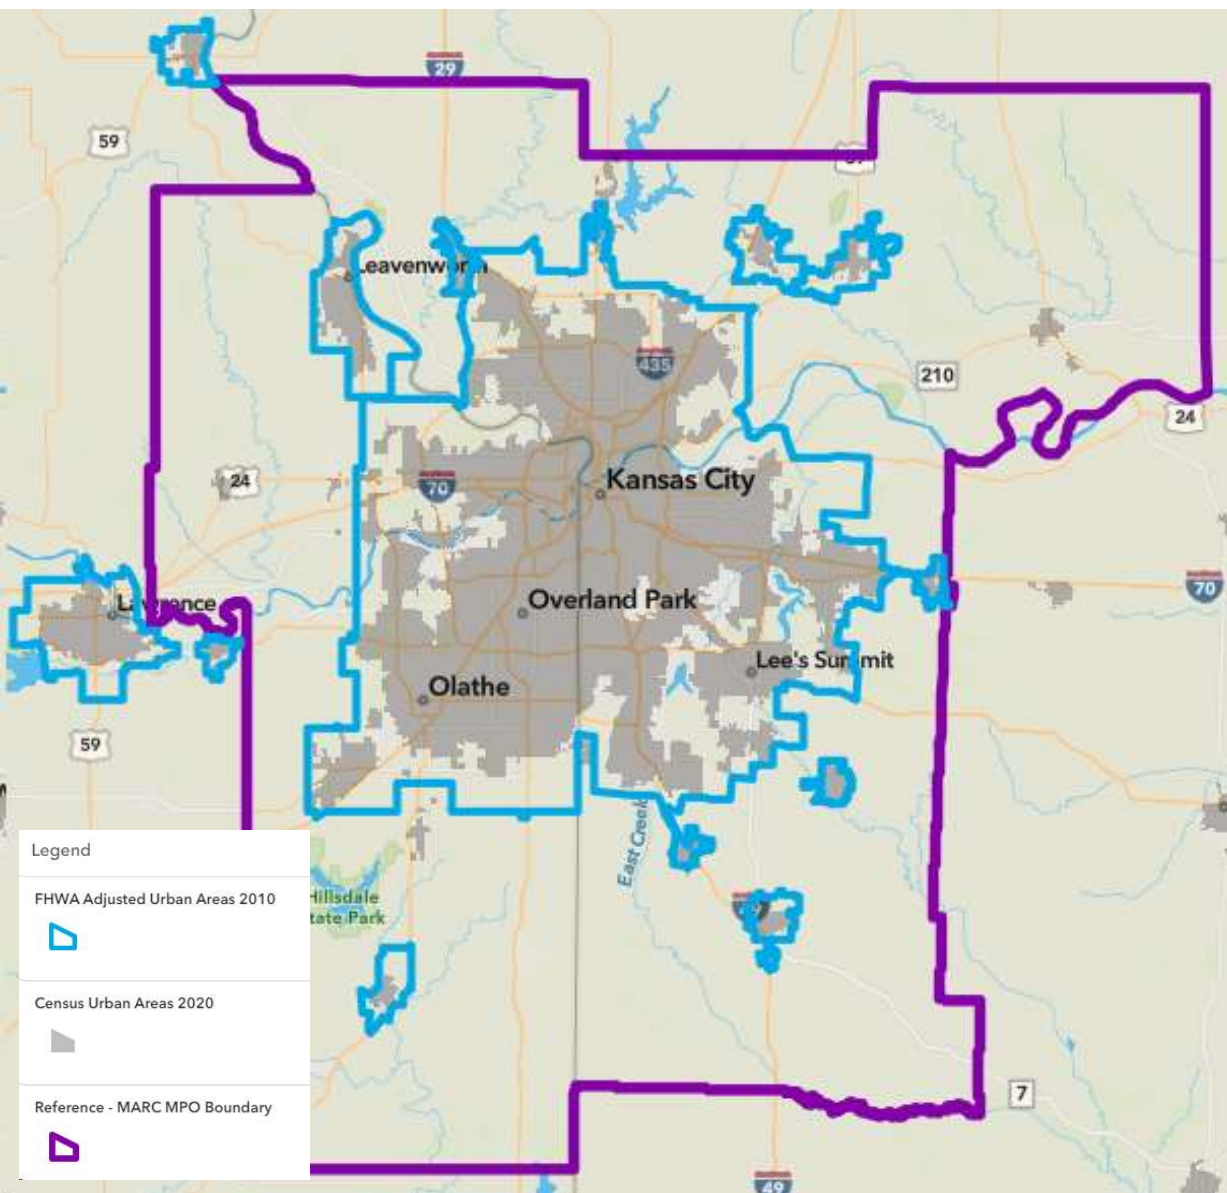 29
59
Leavenworth
435
210
24
24
70
Kansas City
70
Lawrence
Overland Park
Lee's Summit
Olathe
59
East Creek
Legend
FHWA Adjusted Urban Areas 2010
Hillsdale
State Park
Census Urban Areas 2020
Reference - MARC MPO Boundary
7
49